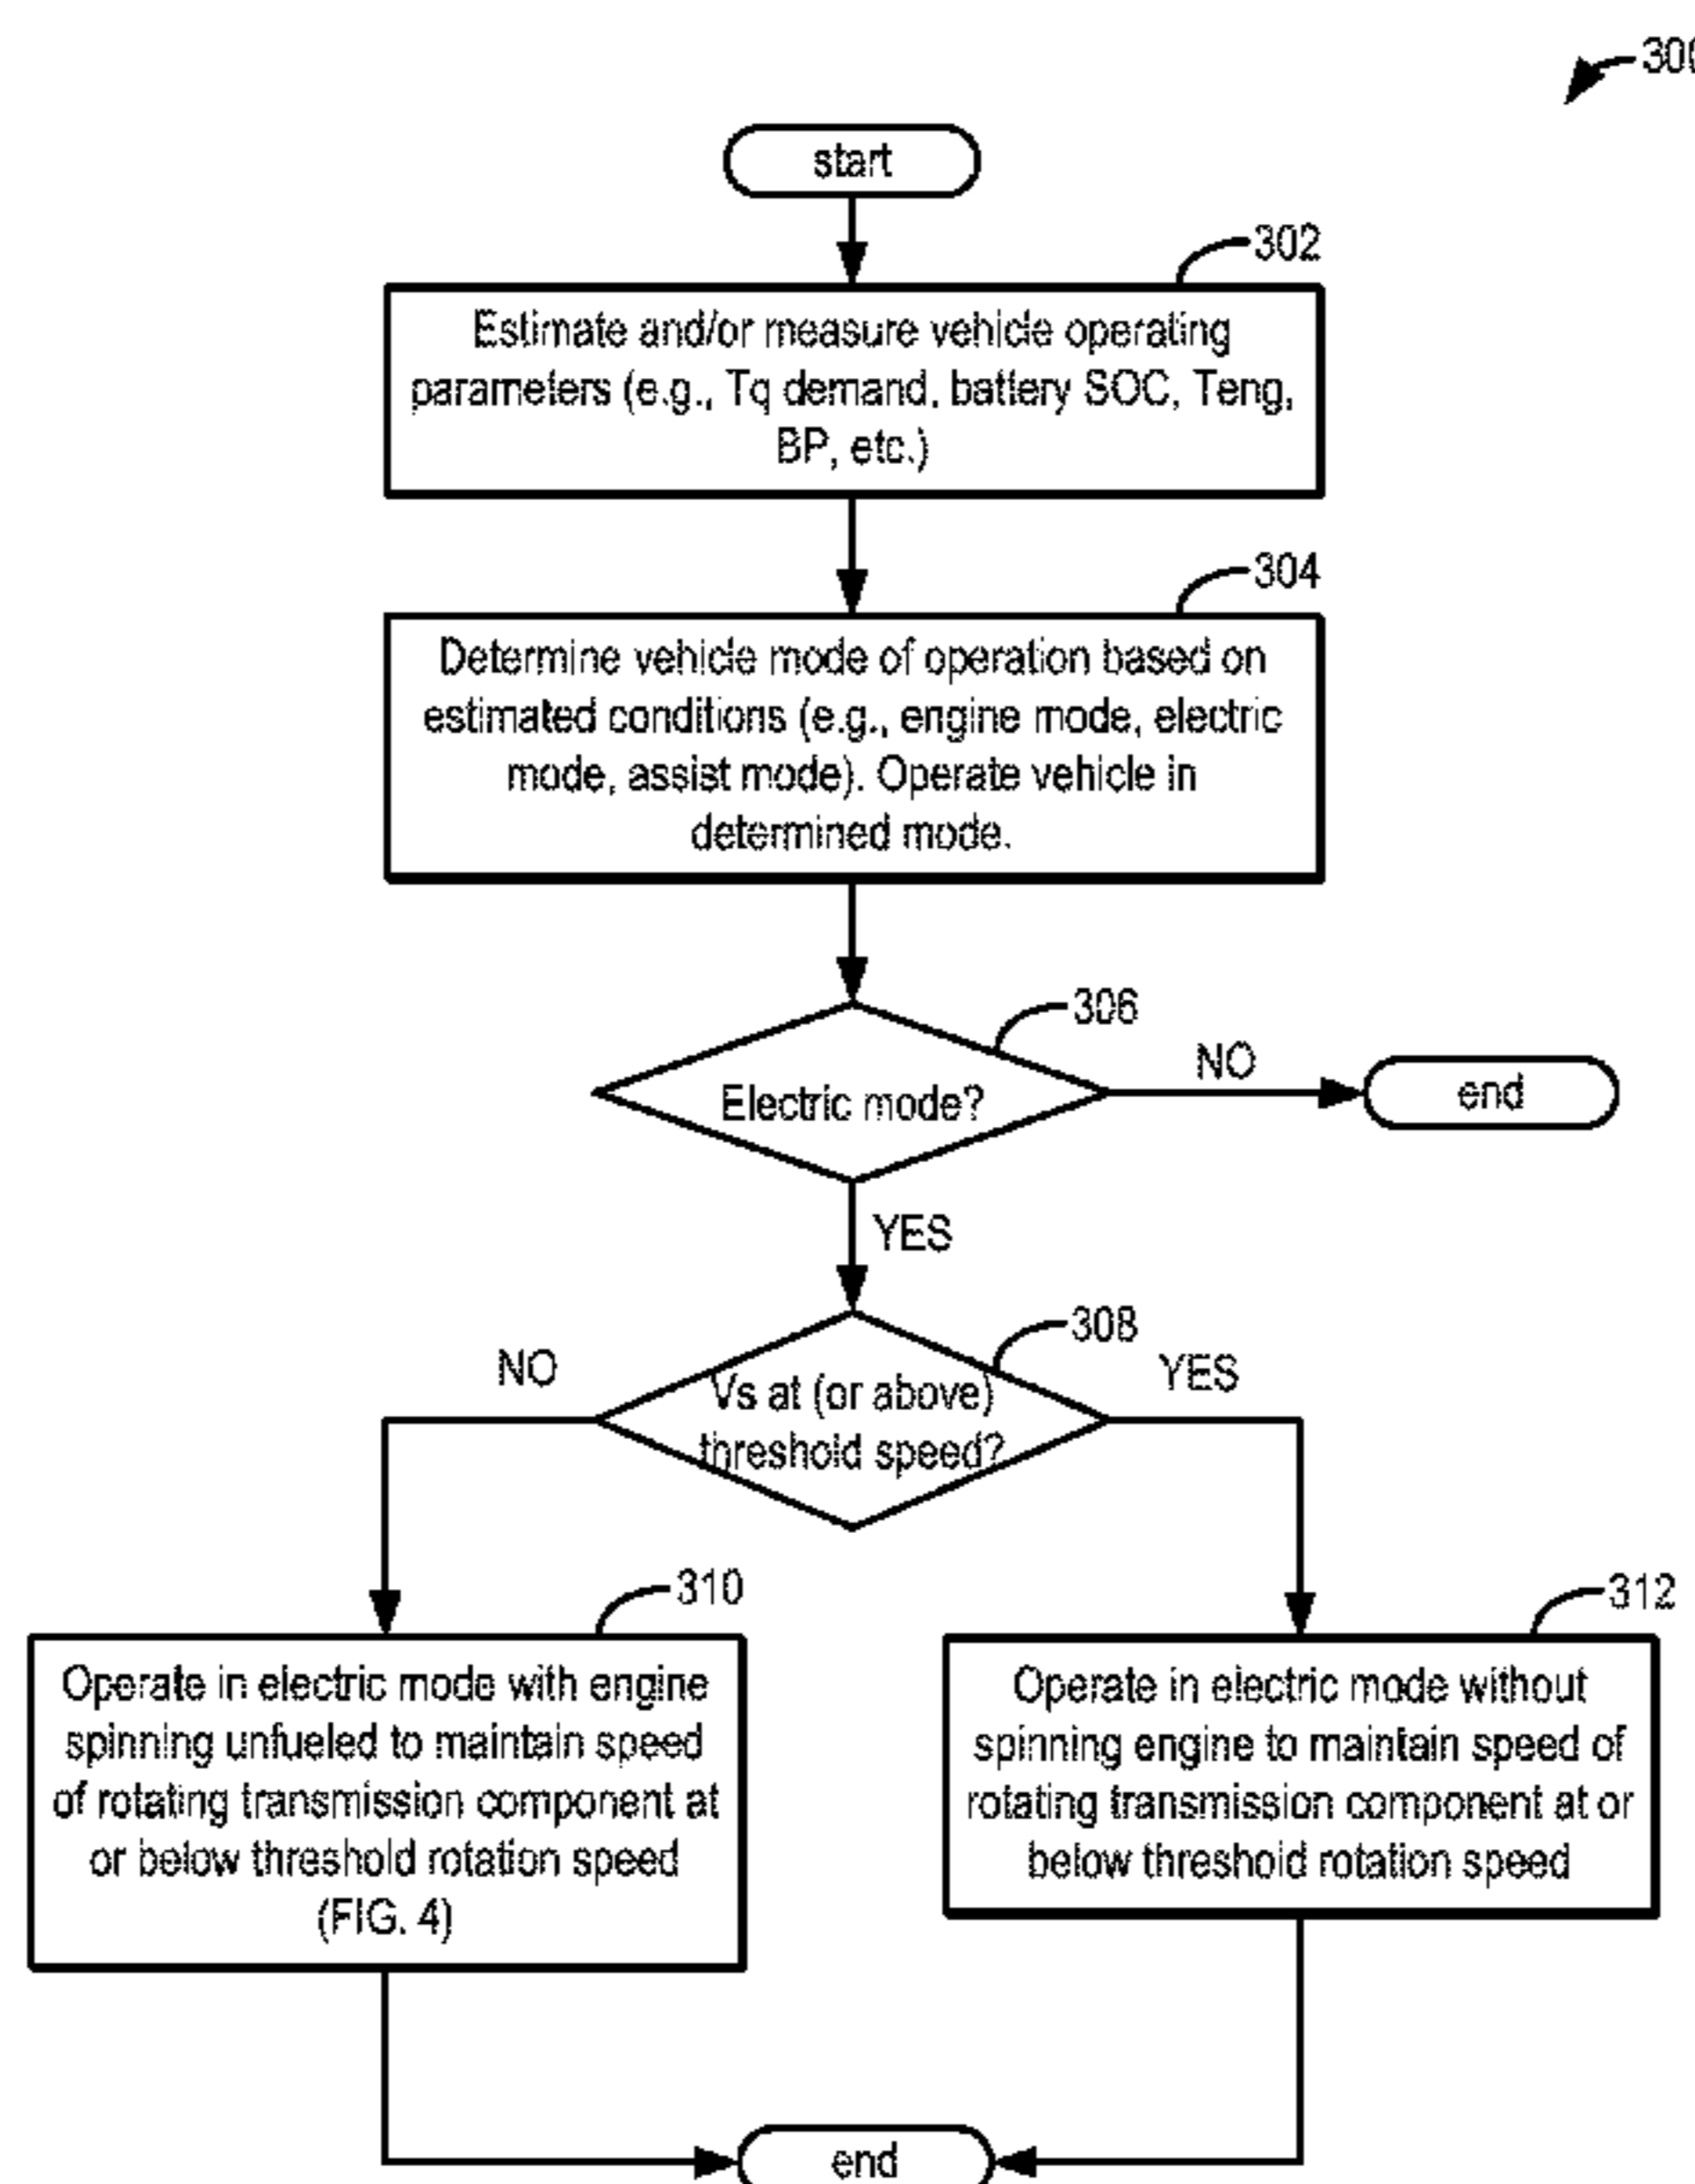 300
start
302
Estimate and/or measure vehicle operating
parameters (e.g., Tq demand, battery SOC, Teng,
BP, etc.)
304
Determine vehicle mode of operation based on
estimated conditions (e.g., engine mode, electric
mode, assist mode). Operate vehicle in
determined mode.
306
Electric mode?
NO
end
YES
308
NO
Vs at (or above)
threshold speed?
YES
310
Operate in electric mode with engine
spinning unfueled to maintain speed
of rotating transmission component at
or below threshold rotation speed
(FIG. 4)
312
Operate in electric mode without
spinning engine to maintain speed of
rotating transmission component at or
below threshold rotation speed
end